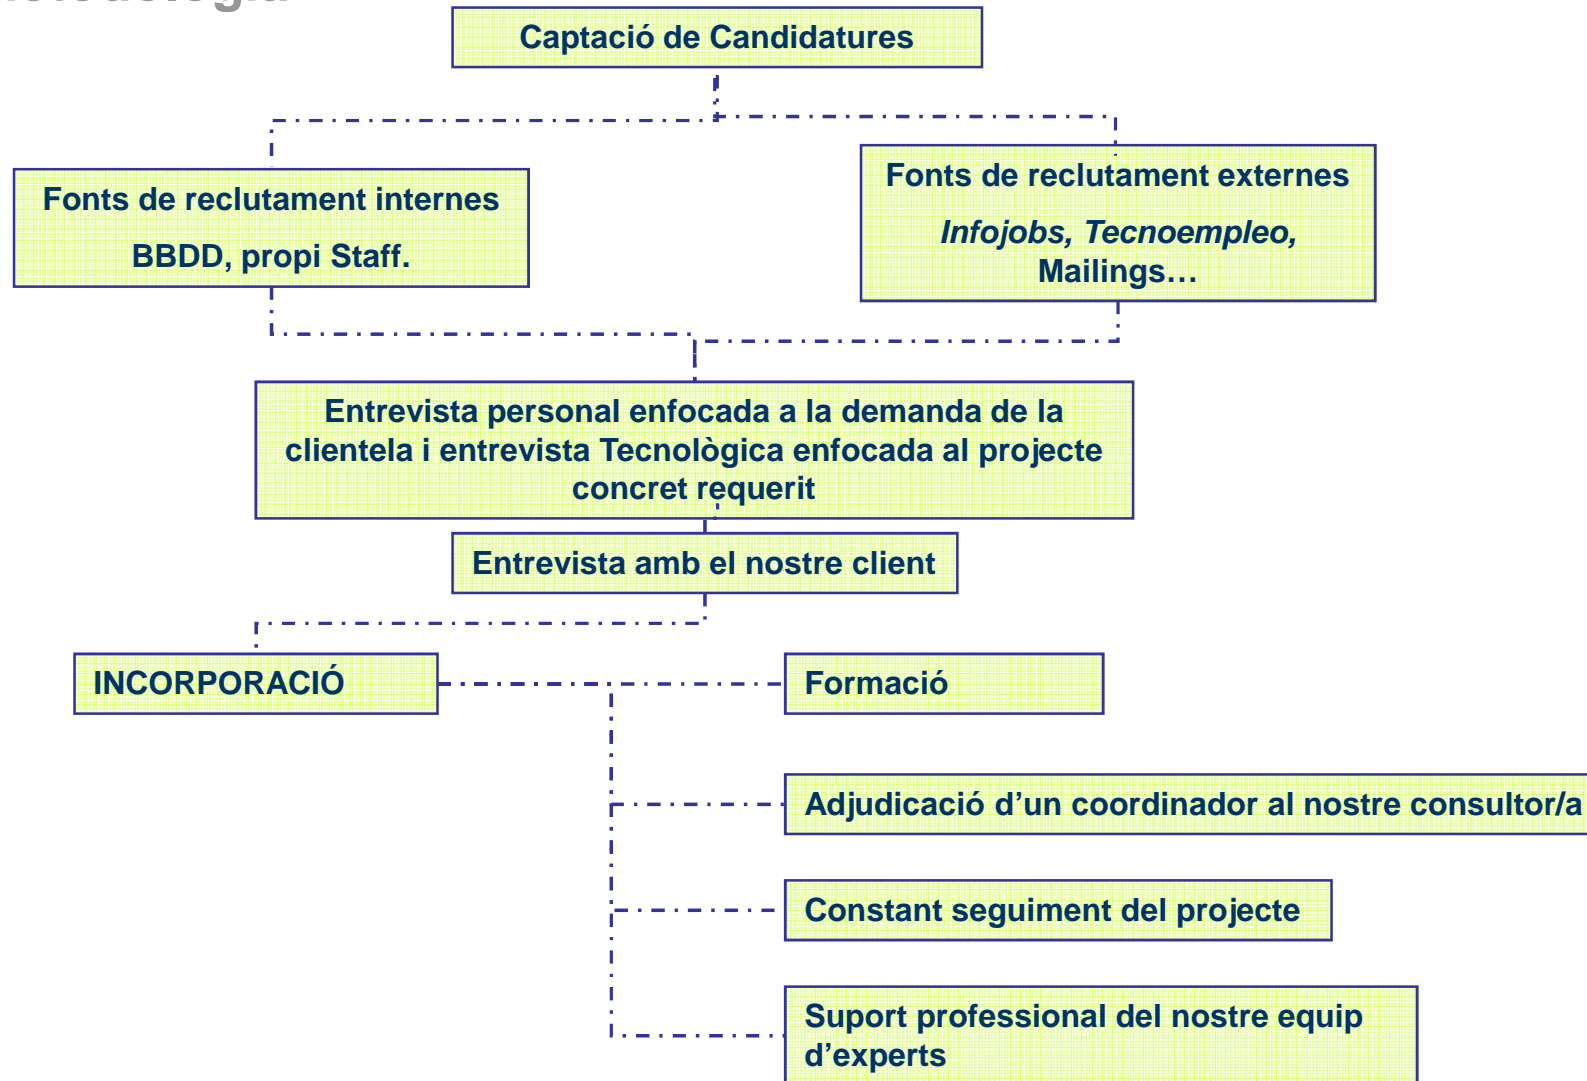 Captació de Candidatures
Fonts de reclutament internes
BBDD, propi Staff.
Fonts de reclutament externes
Infojobs, Tecnoempleo,
Mailings…
Entrevista personal enfocada a la demanda de la
clientela i entrevista Tecnològica enfocada al projecte
concret requerit
Entrevista amb el nostre client
INCORPORACIÓ
Formació
Adjudicació d’un coordinador al nostre consultor/a
Constant seguiment del projecte
Suport professional del nostre equip
d’experts